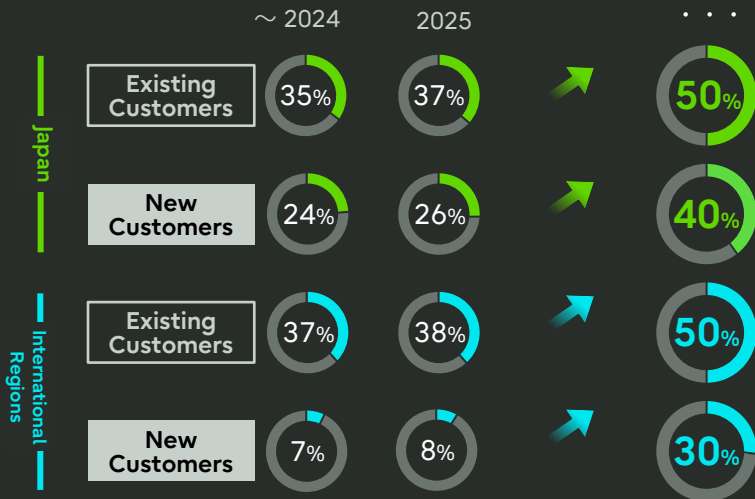 ~ 2024
2025
. . .
Japan
Existing
Customers
35%
37%
50%
New
Customers
24%
26%
40%
International
Regions
Existing
Customers
37%
38%
50%
New
Customers
7%
8%
30%